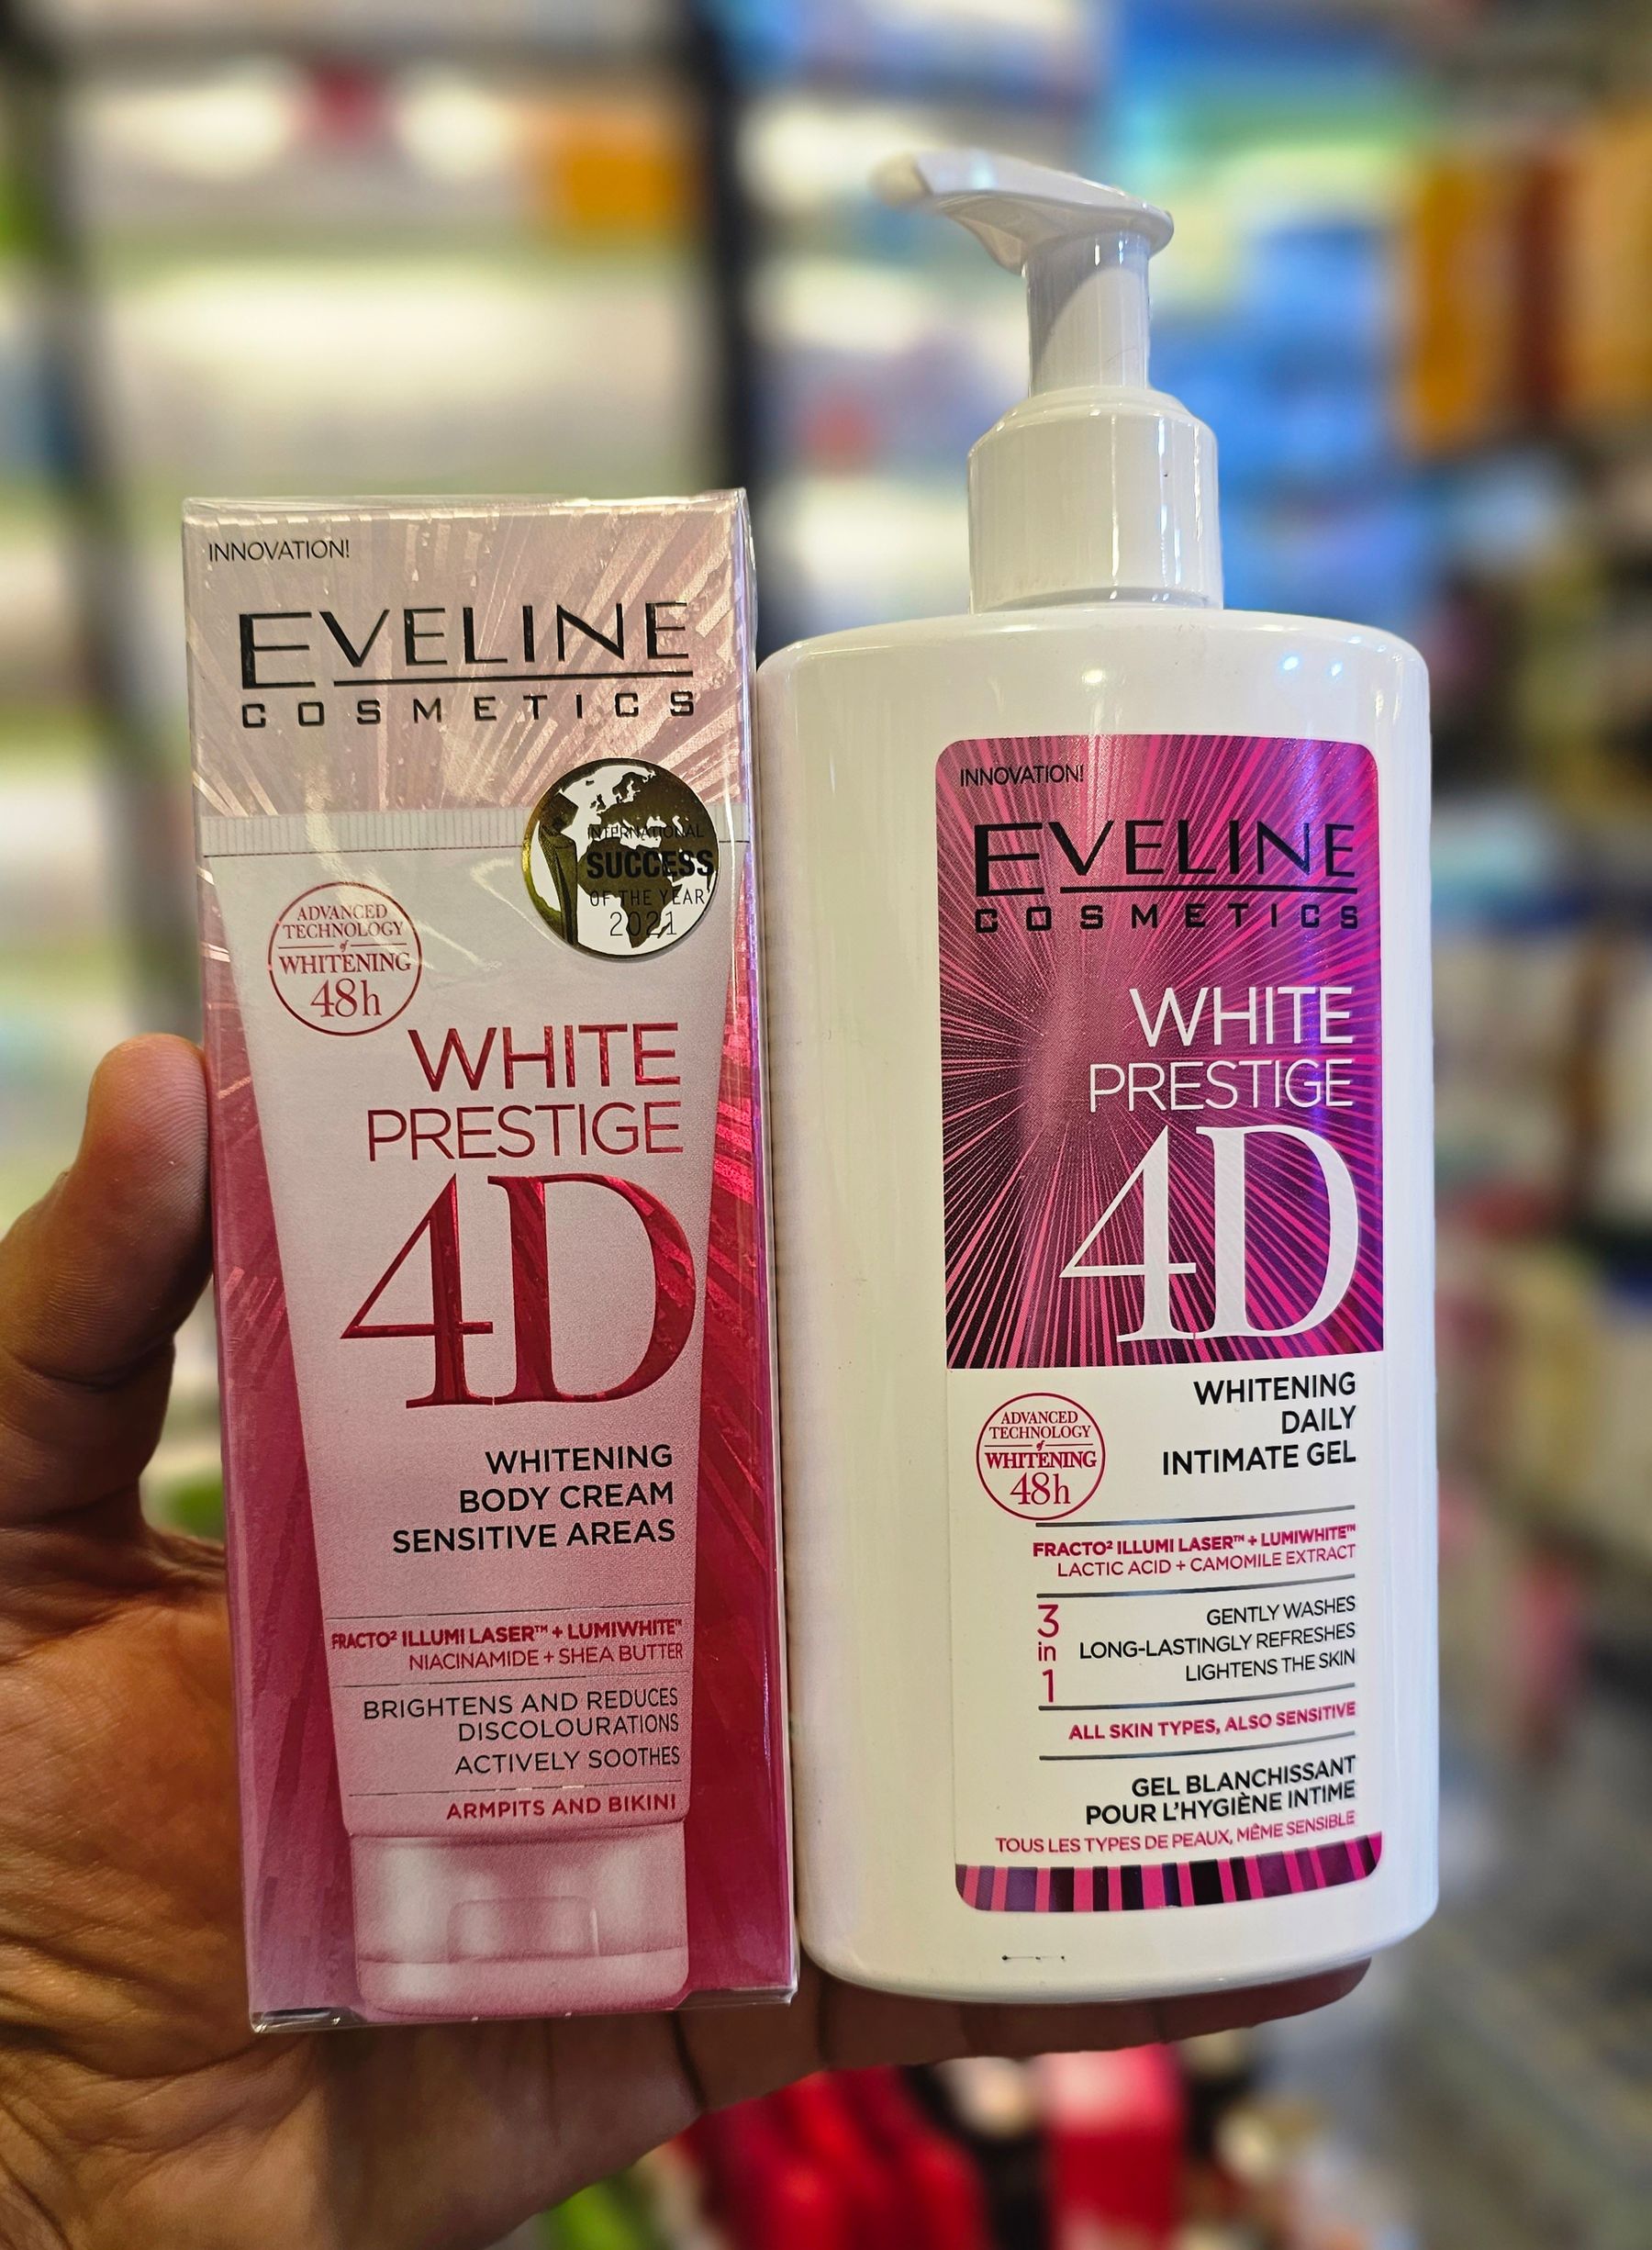 INNOVATION!
EVELINE
COSMETICS
INTERNATIONAL
SUCCESS
OF THE YEAR
2021
ADVANCED
TECHNOLOGY
of
WHITENING
48h
WHITE
PRESTIGE
4D
WHITENING
BODY CREAM
SENSITIVE AREAS
FRACTO² ILLUMI LASER™ + LUMIWHITE™
NIACINAMIDE + SHEA BUTTER
BRIGHTENS AND REDUCES
DISCOLOURATIONS
ACTIVELY SOOTHES
ARMPITS AND BIKINI
INNOVATION!
EVELINE
COSMETICS
WHITE
PRESTIGE
4D
WHITENING
DAILY
INTIMATE GEL
ADVANCED
TECHNOLOGY
of
WHITENING
48h
FRACTO² ILLUMI LASER™ + LUMIWHITE™
LACTIC ACID + CAMOMILE EXTRACT
3
in
1
GENTLY WASHES
LONG-LASTINGLY REFRESHES
LIGHTENS THE SKIN
ALL SKIN TYPES, ALSO SENSITIVE
GEL BLANCHISSANT
POUR L'HYGIÈNE INTIME
TOUS LES TYPES DE PEAUX, MÊME SENSIBLE